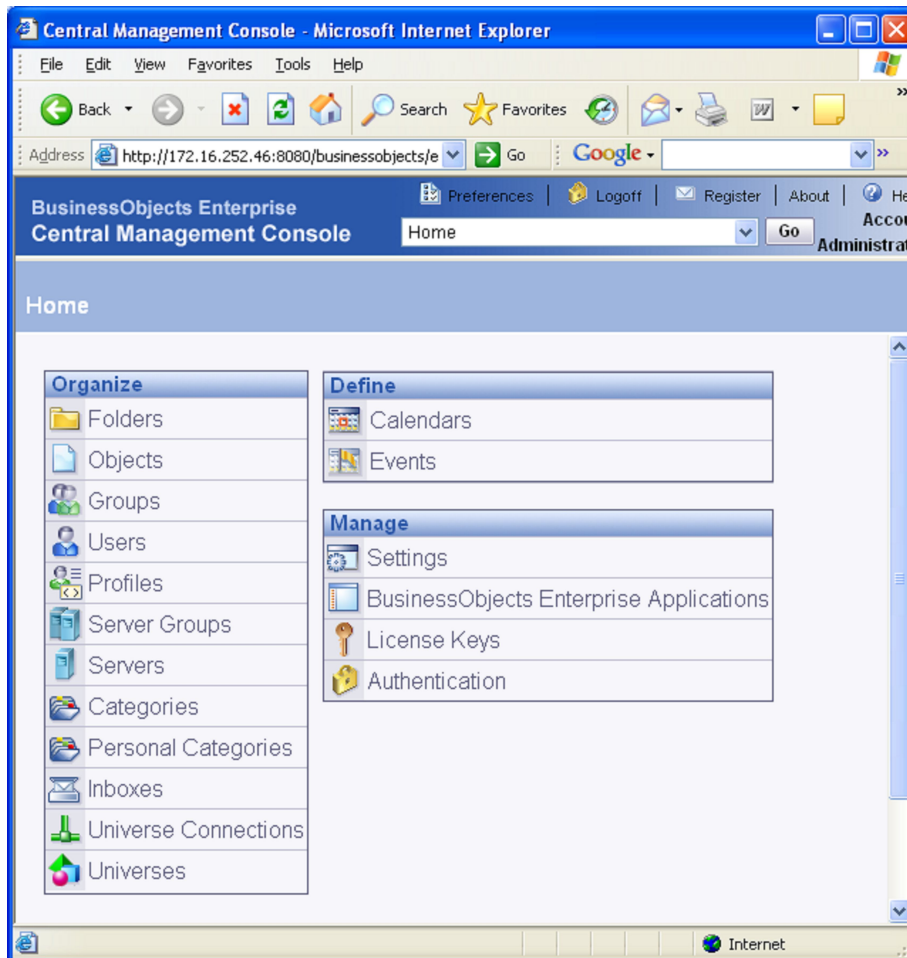 Central Management Console - Microsoft Internet Explorer
File Edit View Favorites Tools Help
Back Search Favorites
Address http://172.16.252.46:8080/businessobjects/e Go Google
BusinessObjects Enterprise
Preferences Logoff Register About
Central Management Console
Home Go
Home
Organize
Folders
Objects
Groups
Users
Profiles
Server Groups
Servers
Categories
Personal Categories
Inboxes
Universe Connections
Universes
Define
Calendars
Events
Manage
Settings
BusinessObjects Enterprise Applications
License Keys
Authentication
Internet